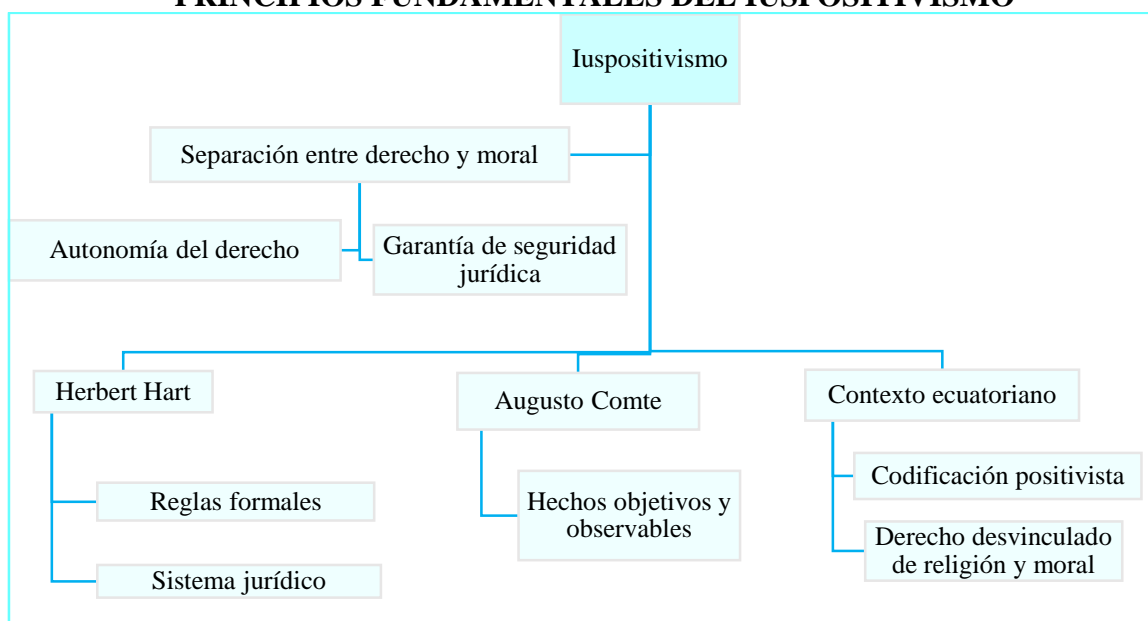 PRINCIPIOS FUNDAMENTALES DEL IUSPOSITIVISMO
Iuspositivismo
Separación entre derecho y moral
Autonomía del derecho
Garantía de seguridad
jurídica
Herbert Hart
Reglas formales
Sistema jurídico
Augusto Comte
Hechos objetivos y
observables
Contexto ecuatoriano
Codificación positivista
Derecho desvinculado
de religión y moral